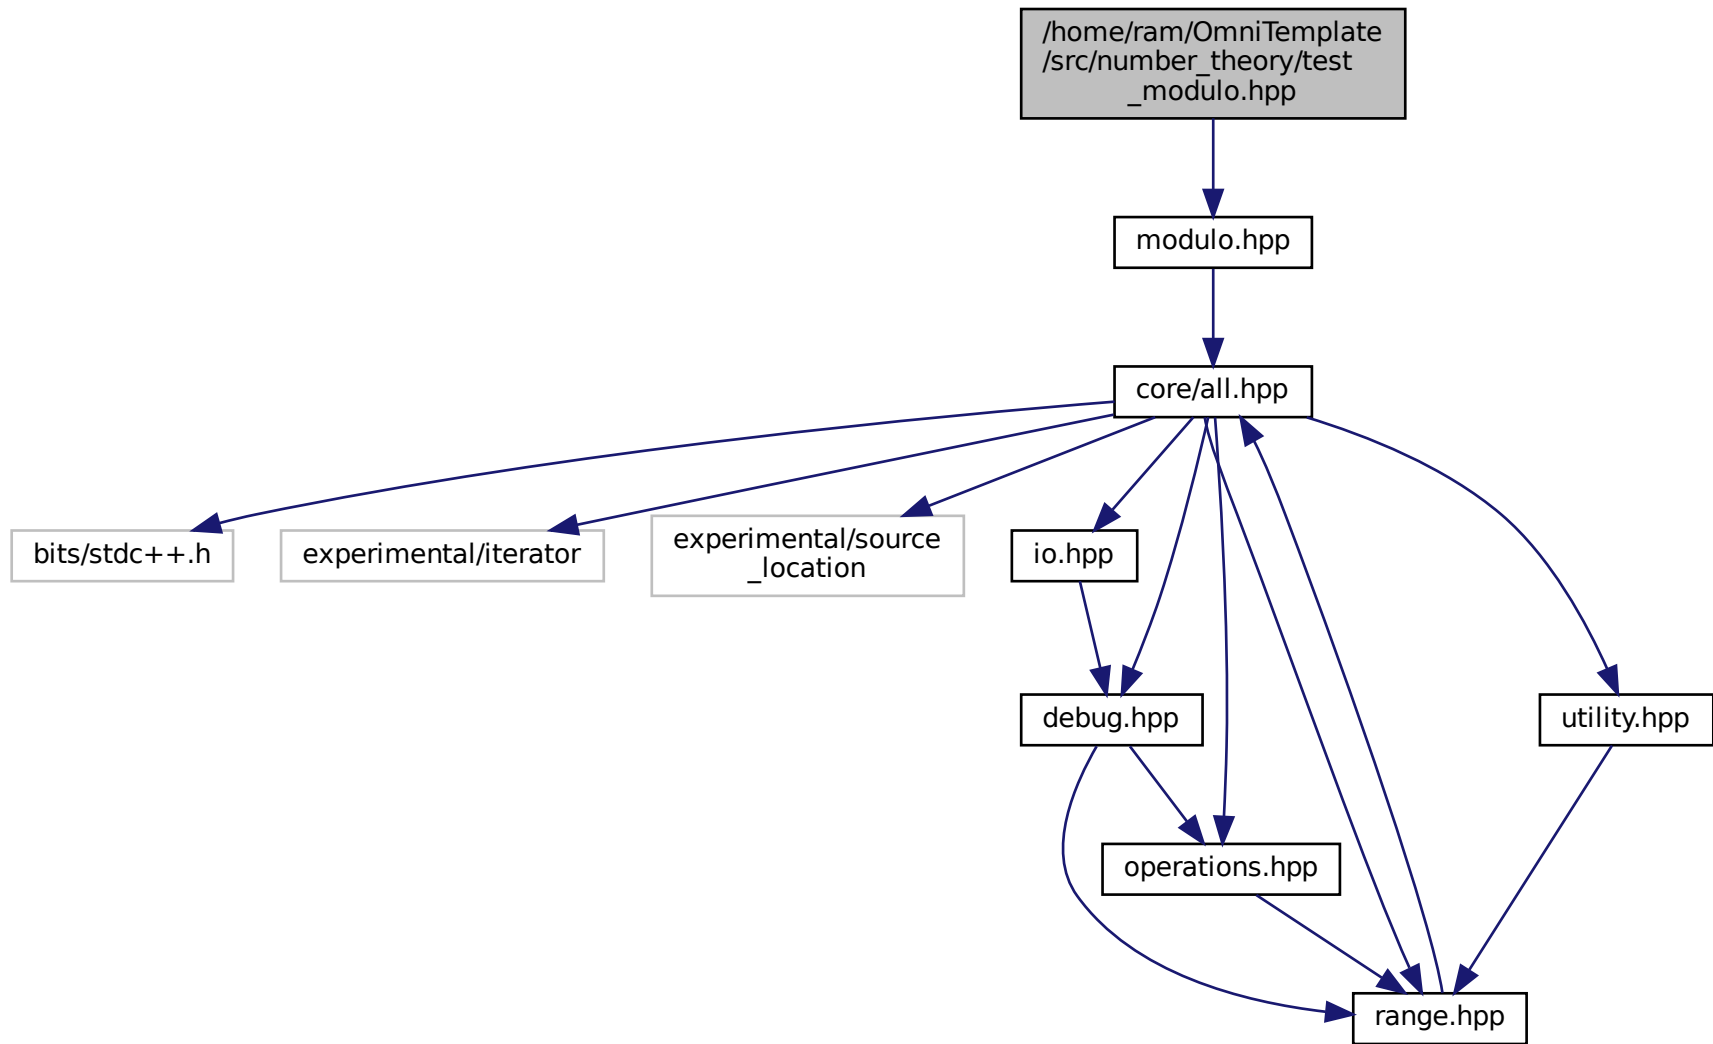 /home/ram/OmniTemplate
/src/number_theory/test
_modulo.hpp
modulo.hpp
core/all.hpp
bits/stdc++.h
experimental/iterator
experimental/source
_location
io.hpp
debug.hpp
utility.hpp
operations.hpp
range.hpp